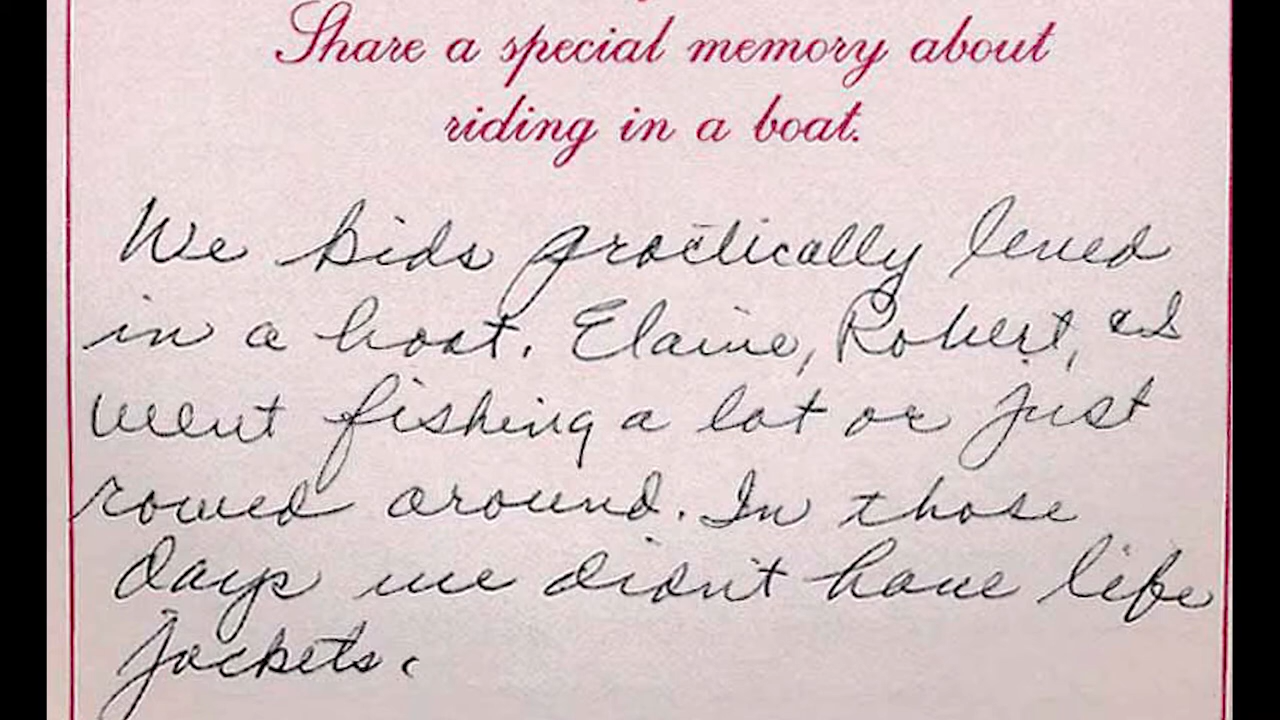 Share a special memory about
riding in a boat.
We kids practically lived
in a boat. Elaine, Robert, & I
went fishing a lot or just
rowed around. In those
days we didn't have life
jackets.